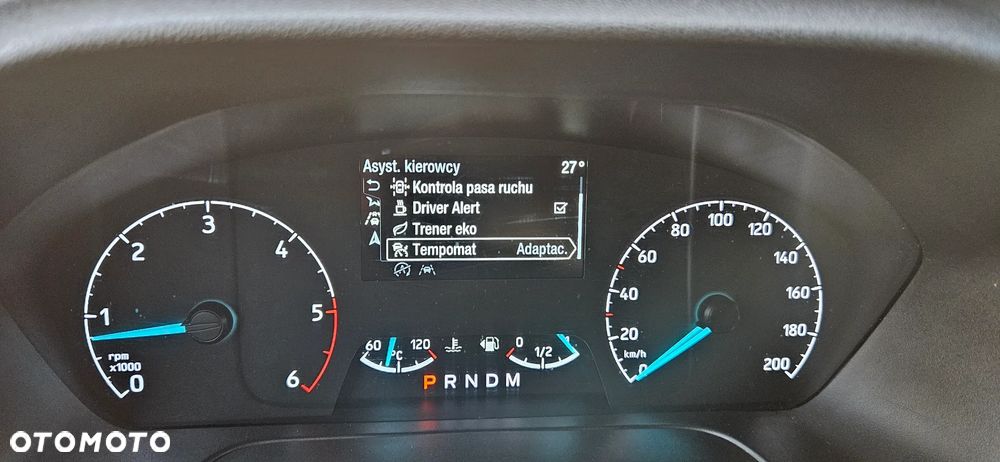 Asyst. kierowcy 27°
Kontrola pasa ruchu
Driver Alert
Trener eko
Tempomat Adaptac.
0 1 2 3 4 5 6
rpm
x1000
60 °C 120
0 1/2 1
P R N D M
0 20 40 60 80 100 120 140 160 180 200
km/h
OTOMOTO